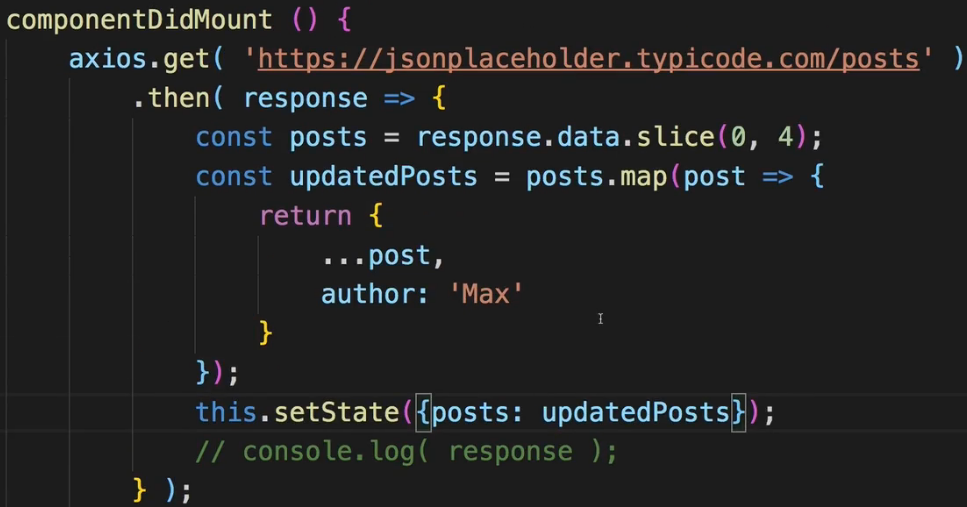 componentDidMount () {
axios.get( 'https://jsonplaceholder.typicode.com/posts' )
.then( response => {
const posts = response.data.slice(0, 4);
const updatedPosts = posts.map(post => {
return {
...post,
author: 'Max'
}
});
this.setState({posts: updatedPosts});
// console.log( response );
} );